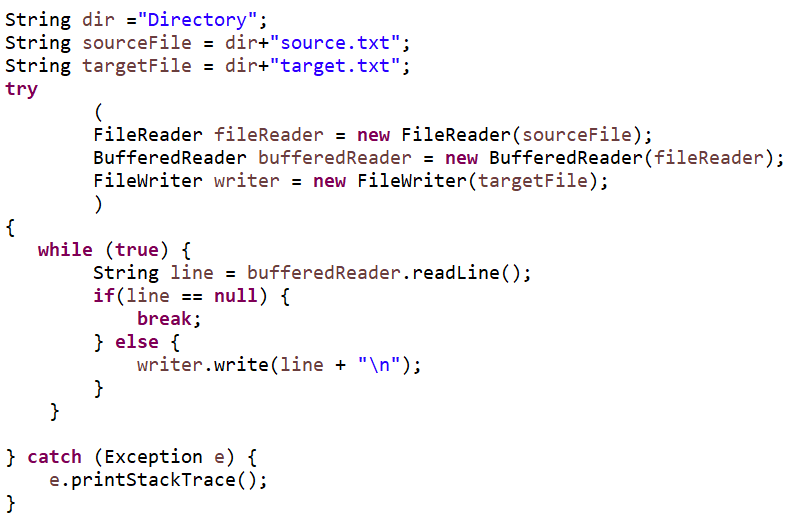 String dir ="Directory";
String sourceFile = dir+"source.txt";
String targetFile = dir+"target.txt";
try
(
FileReader fileReader = new FileReader(sourceFile);
BufferedReader bufferedReader = new BufferedReader(fileReader);
FileWriter writer = new FileWriter(targetFile);
)
{
while (true) {
String line = bufferedReader.readLine();
if(line == null) {
break;
} else {
writer.write(line + "\n");
}
}
} catch (Exception e) {
e.printStackTrace();
}